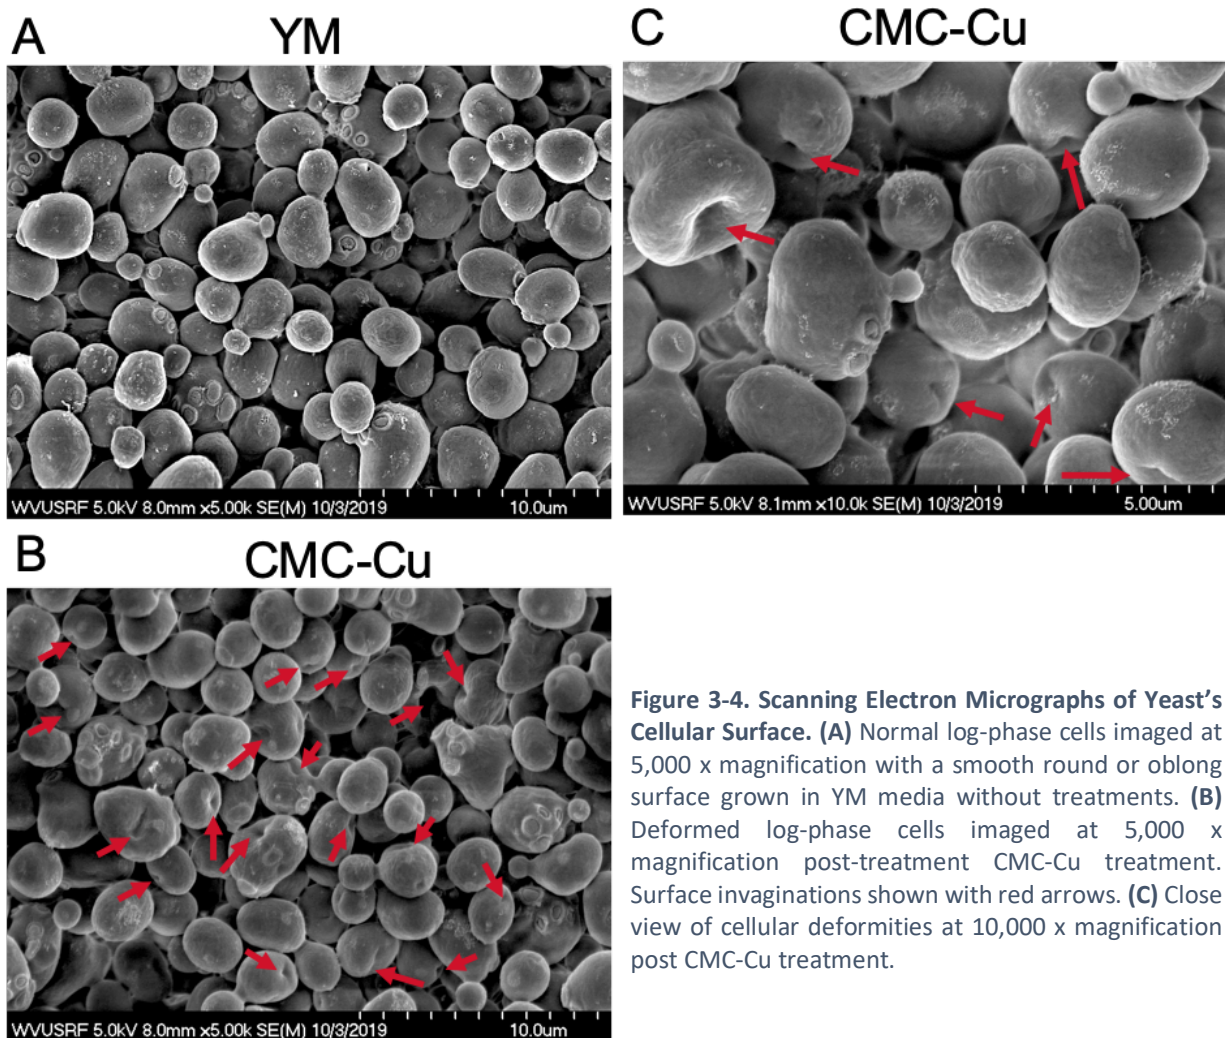 A
YM
WVUSRF 5.0kV 8.0mm x5.00k SE(M) 10/3/2019 10.0um
C
CMC-Cu
WVUSRF 5.0kV 8.1mm x10.0k SE(M) 10/3/2019 5.00um
B
CMC-Cu
WVUSRF 5.0kV 8.0mm x5.00k SE(M) 10/3/2019 10.0um
Figure 3-4. Scanning Electron Micrographs of Yeast’s
Cellular Surface. (A) Normal log-phase cells imaged at
5,000 x magnification with a smooth round or oblong
surface grown in YM media without treatments. (B)
Deformed log-phase cells imaged at 5,000 x
magnification post-treatment CMC-Cu treatment.
Surface invaginations shown with red arrows. (C) Close
view of cellular deformities at 10,000 x magnification
post CMC-Cu treatment.